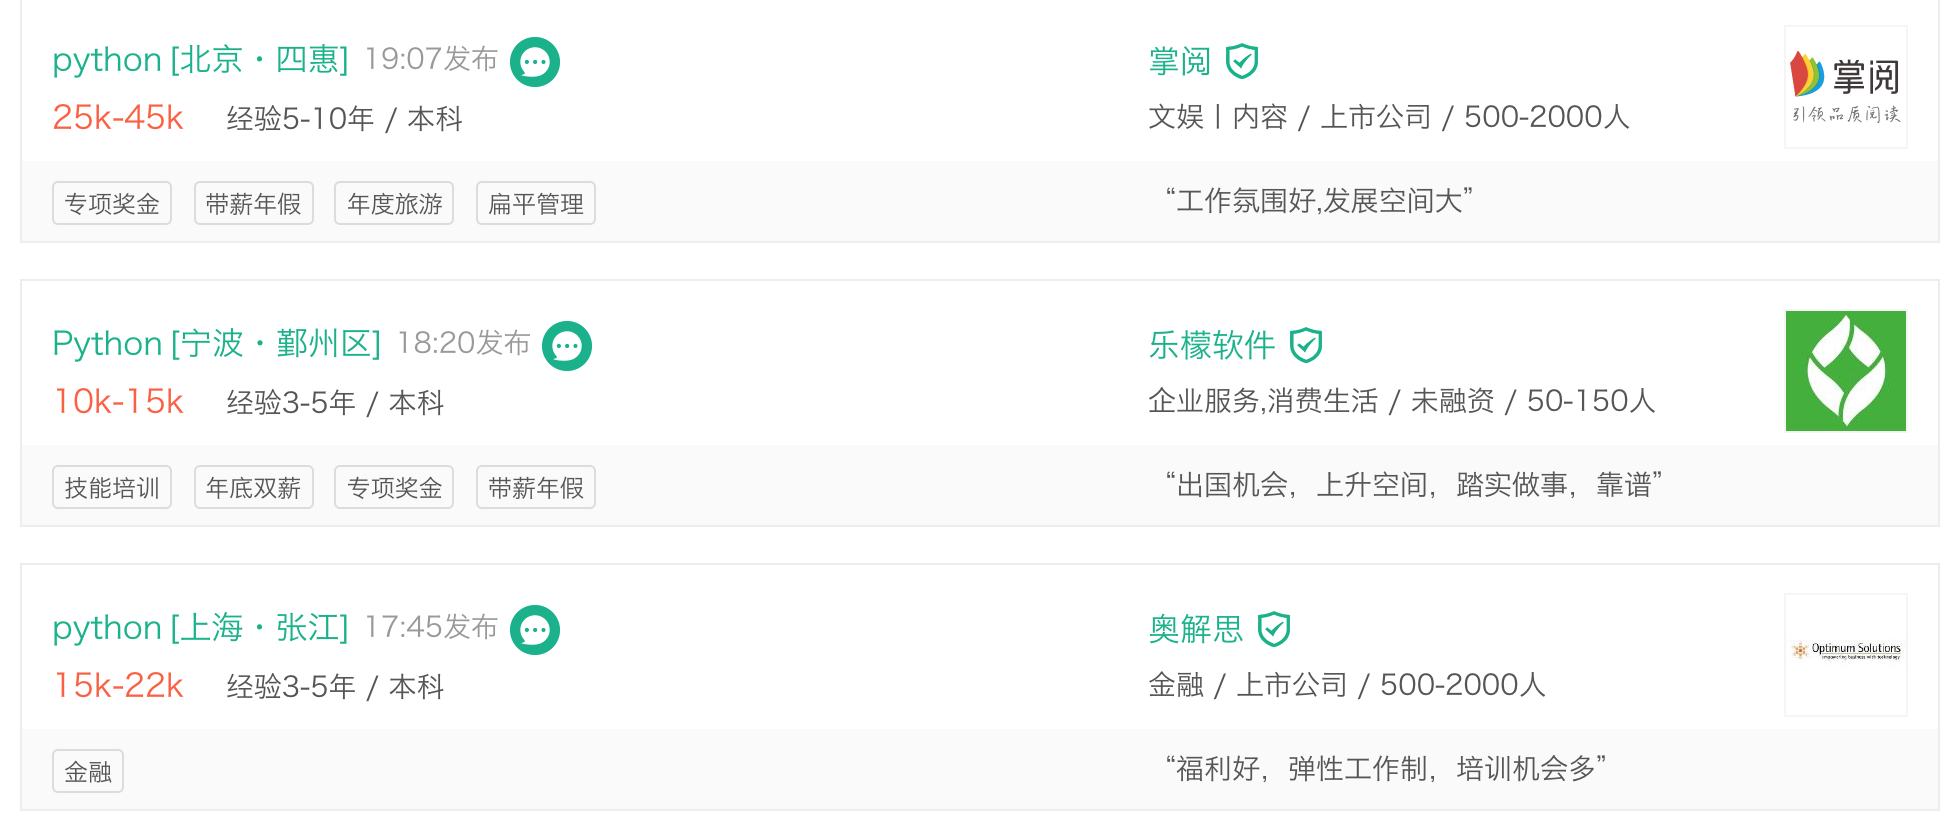 python [北京・四惠] 19:07发布
25k-45k 经验5-10年 / 本科
掌阅
文娱丨内容 / 上市公司 / 500-2000人
掌阅
引领品质阅读
专项奖金 带薪年假 年度旅游 扁平管理
“工作氛围好,发展空间大”
Python [宁波・鄞州区] 18:20发布
10k-15k 经验3-5年 / 本科
乐檬软件
企业服务,消费生活 / 未融资 / 50-150人
技能培训 年底双薪 专项奖金 带薪年假
“出国机会，上升空间，踏实做事，靠谱”
python [上海・张江] 17:45发布
15k-22k 经验3-5年 / 本科
奥解思
金融 / 上市公司 / 500-2000人
Optimum Solutions
empowering business with technology
金融
“福利好，弹性工作制，培训机会多”